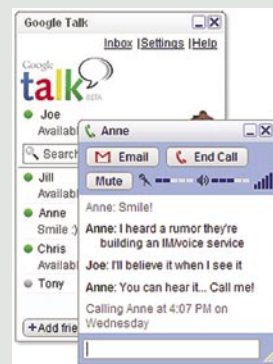 Google Talk
Inbox | Settings | Help
Google
talk
BETA
Joe
Availabl
Search
Jill
Availab
Anne
Smile :)
Chris
Availab
Tony
+Add frie
Anne
Email
End Call
Mute
Anne: Smile!
Anne: I heard a rumor they're
building an IM/voice service
Joe: I'll believe it when I see it
Anne: You can hear it... Call me!
Calling Anne at 4:07 PM on
Wednesday